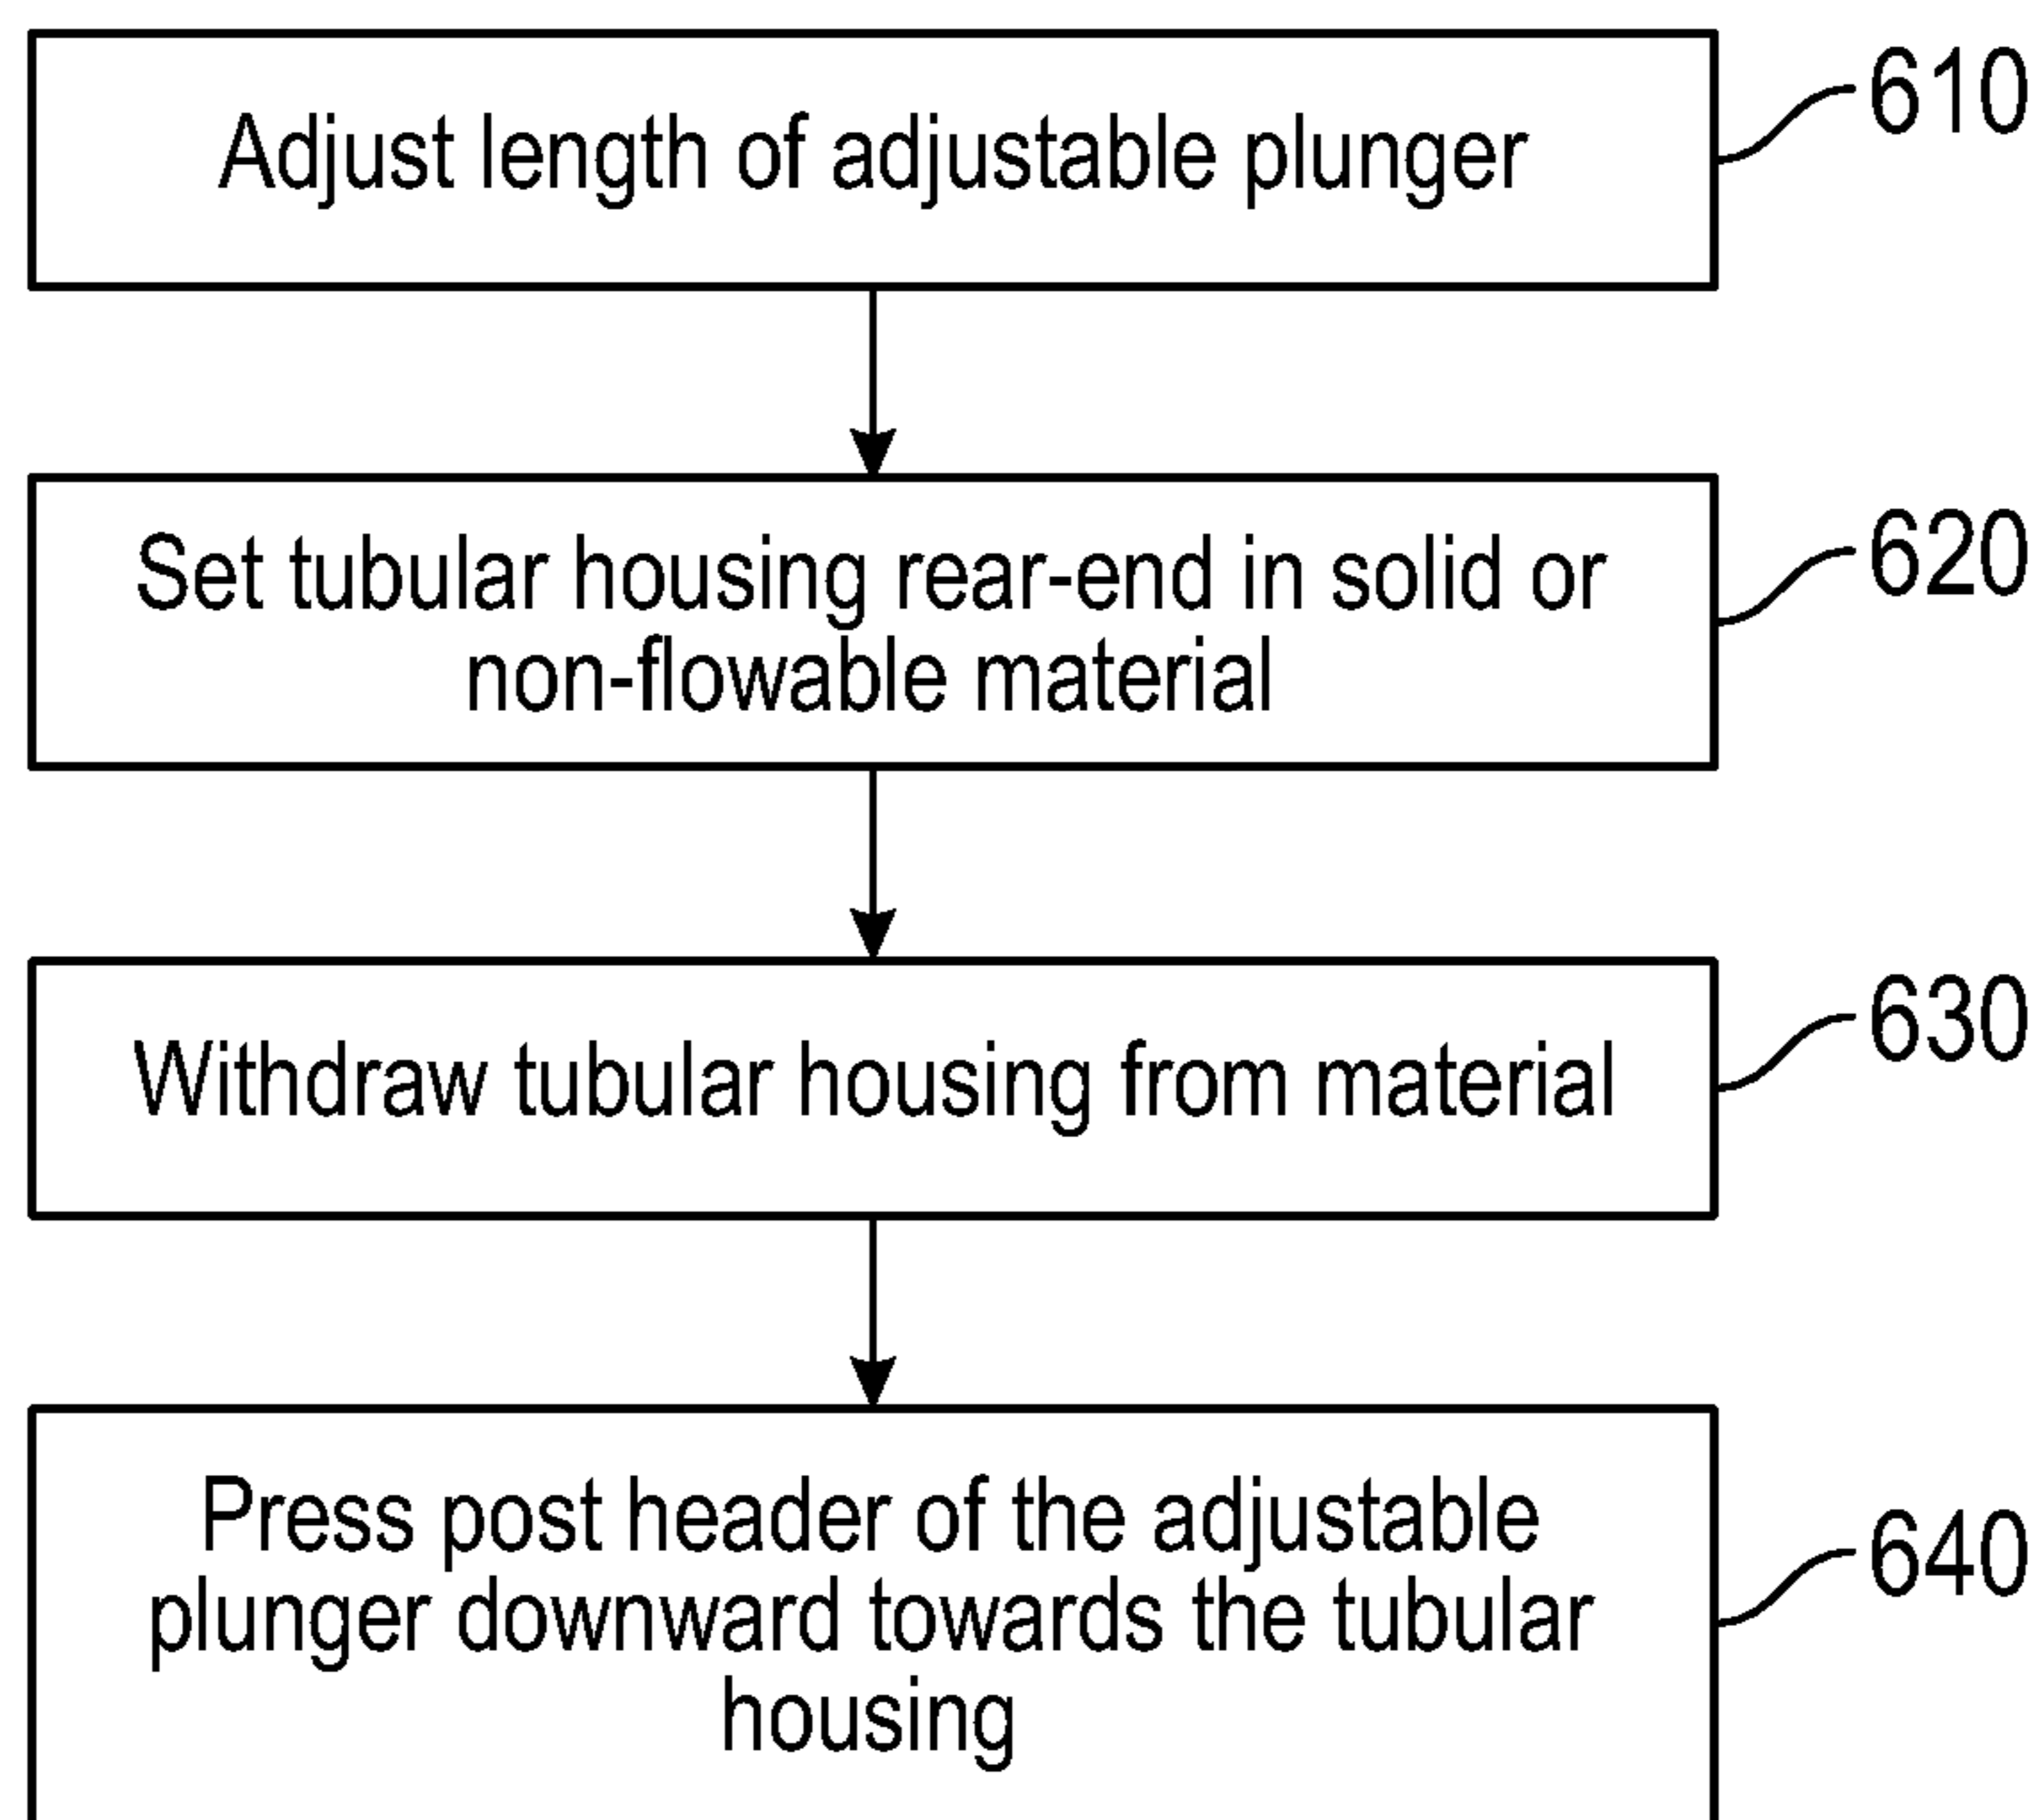 Adjust length of adjustable plunger
610
Set tubular housing rear-end in solid or
non-flowable material
620
Withdraw tubular housing from material
630
Press post header of the adjustable
plunger downward towards the tubular
housing
640